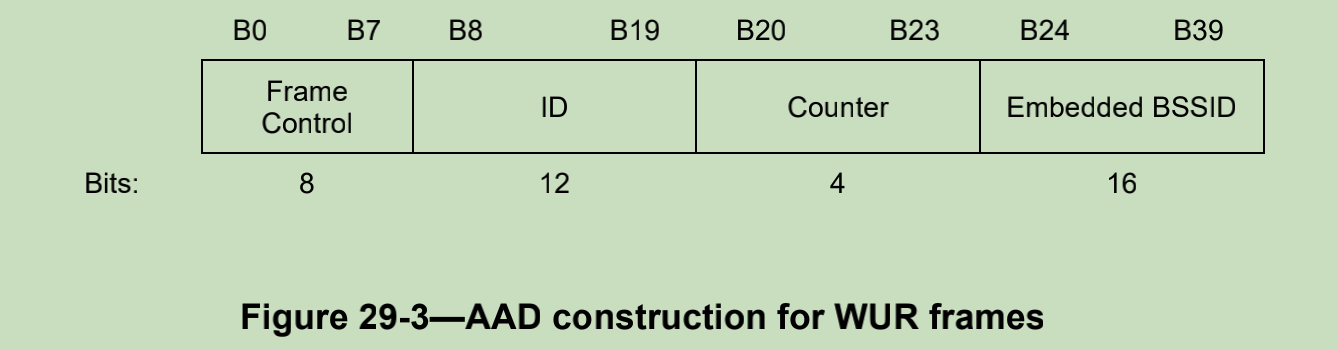 B0 B7 B8 B19 B20 B23 B24 B39
Frame
Control
ID
Counter
Embedded BSSID
Bits: 8 12 4 16
Figure 29-3—AAD construction for WUR frames